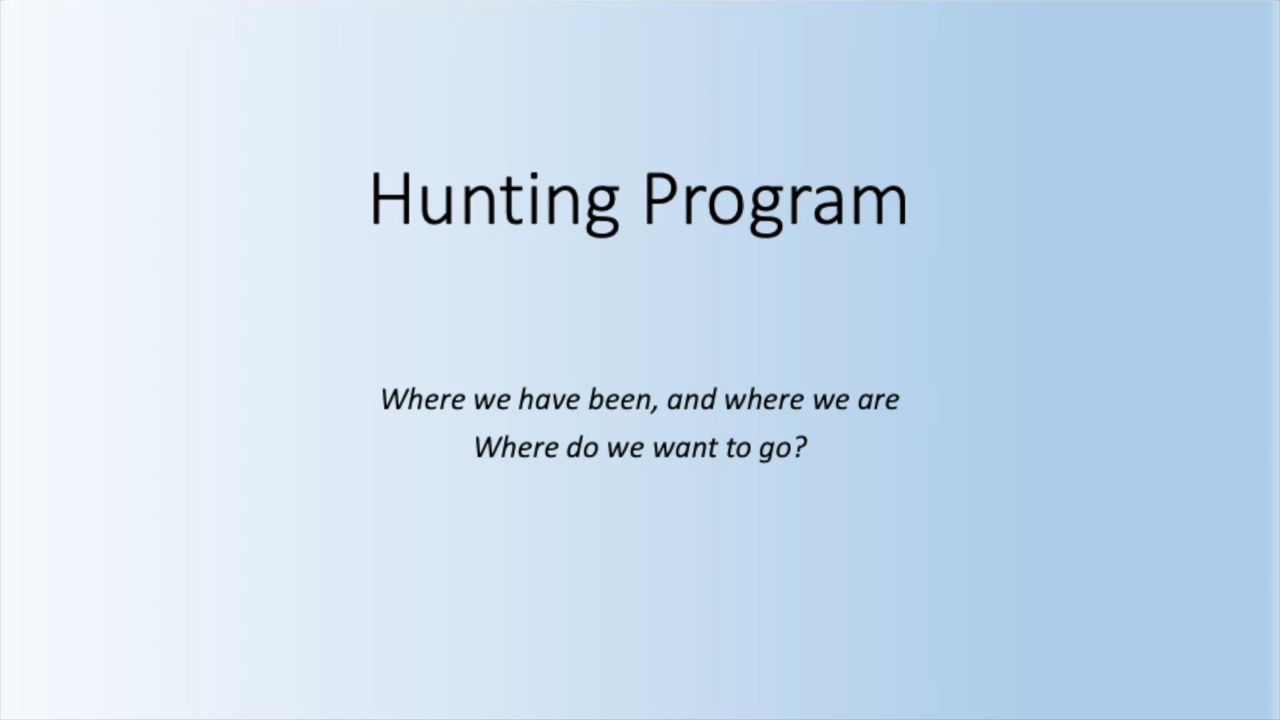 Hunting Program
Where we have been, and where we are
Where do we want to go?